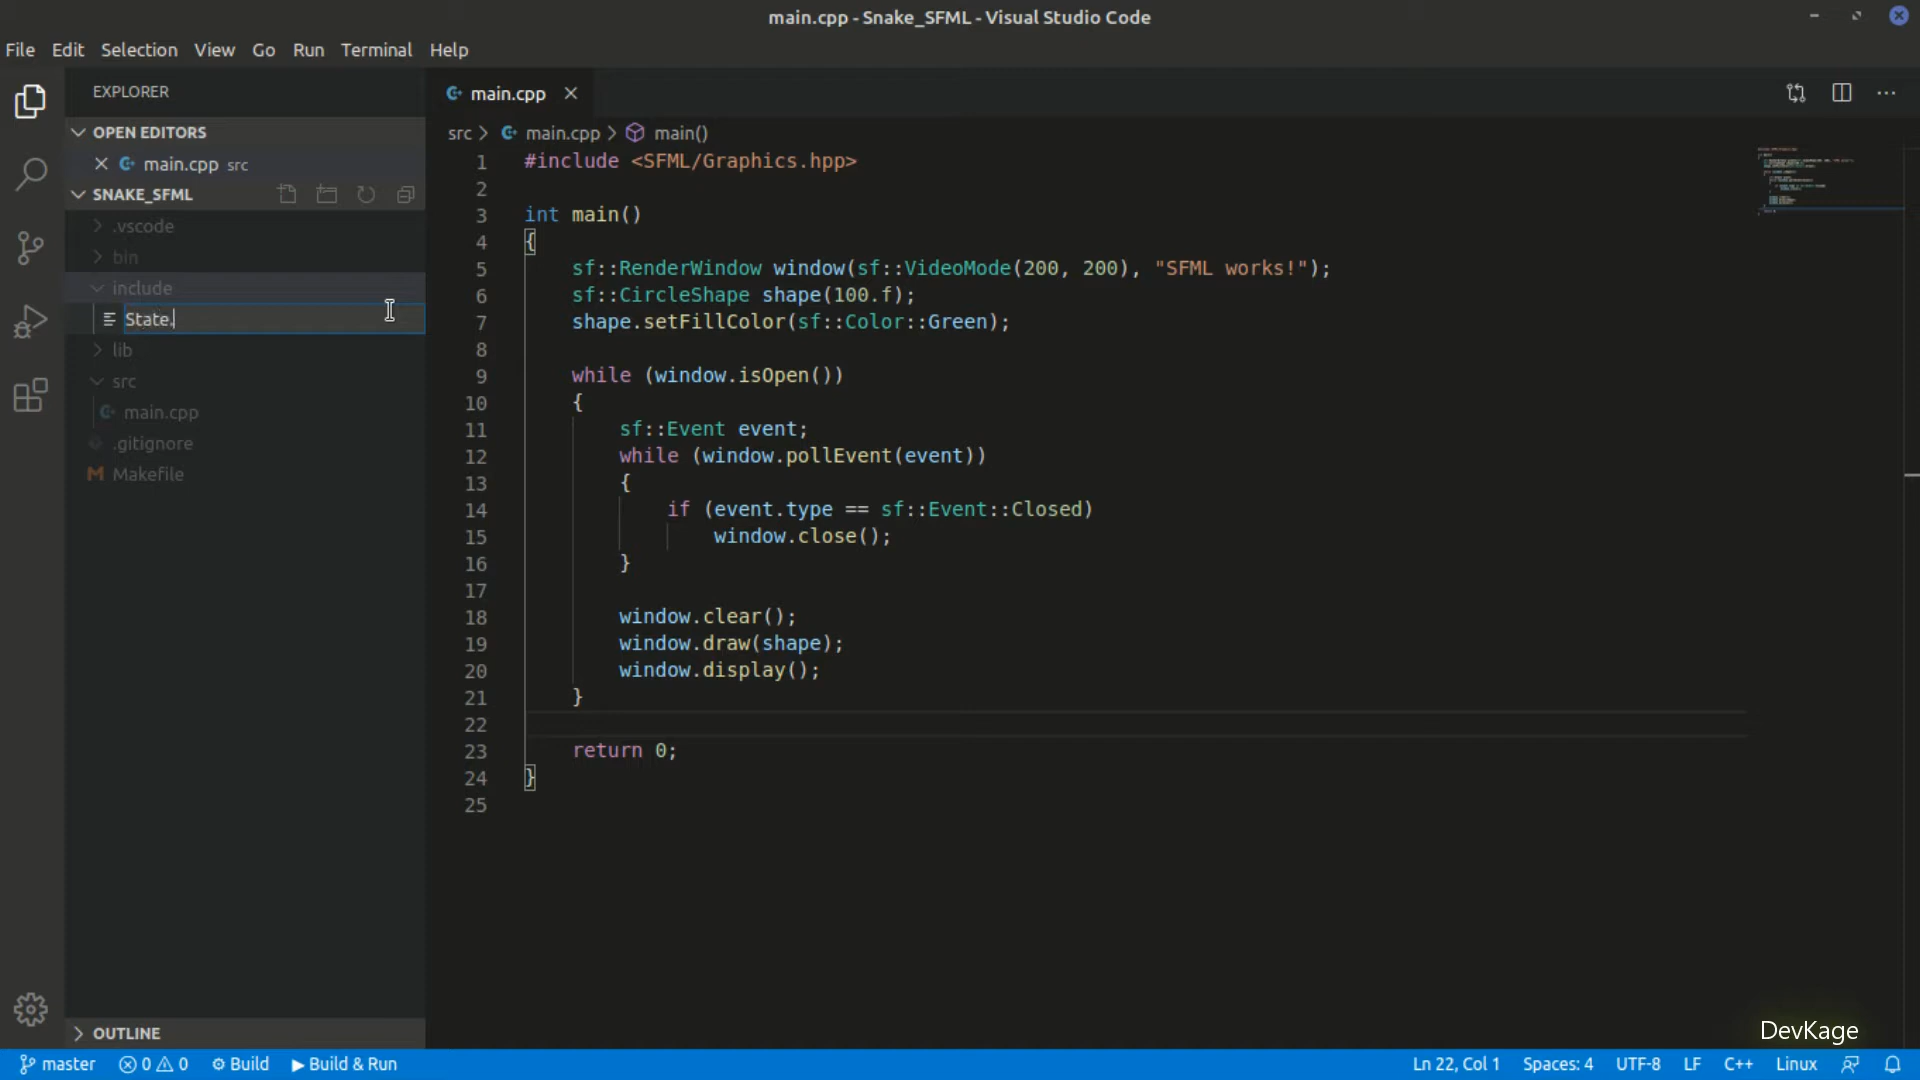 main.cpp - Snake_SFML - Visual Studio Code
File Edit Selection View Go Run Terminal Help
EXPLORER
OPEN EDITORS
main.cpp src
SNAKE_SFML
.vscode
bin
include
State.
lib
src
main.cpp
.gitignore
Makefile
OUTLINE
main.cpp
src > main.cpp > main()
1 #include <SFML/Graphics.hpp>
2
3 int main()
4 {
5 sf::RenderWindow window(sf::VideoMode(200, 200), "SFML works!");
6 sf::CircleShape shape(100.f);
7 shape.setFillColor(sf::Color::Green);
8
9 while (window.isOpen())
10 {
11 sf::Event event;
12 while (window.pollEvent(event))
13 {
14 if (event.type == sf::Event::Closed)
15 window.close();
16 }
17
18 window.clear();
19 window.draw(shape);
20 window.display();
21 }
22
23 return 0;
24 }
25
DevKage
master 0 0 Build Build & Run Ln 22, Col 1 Spaces: 4 UTF-8 LF C++ Linux